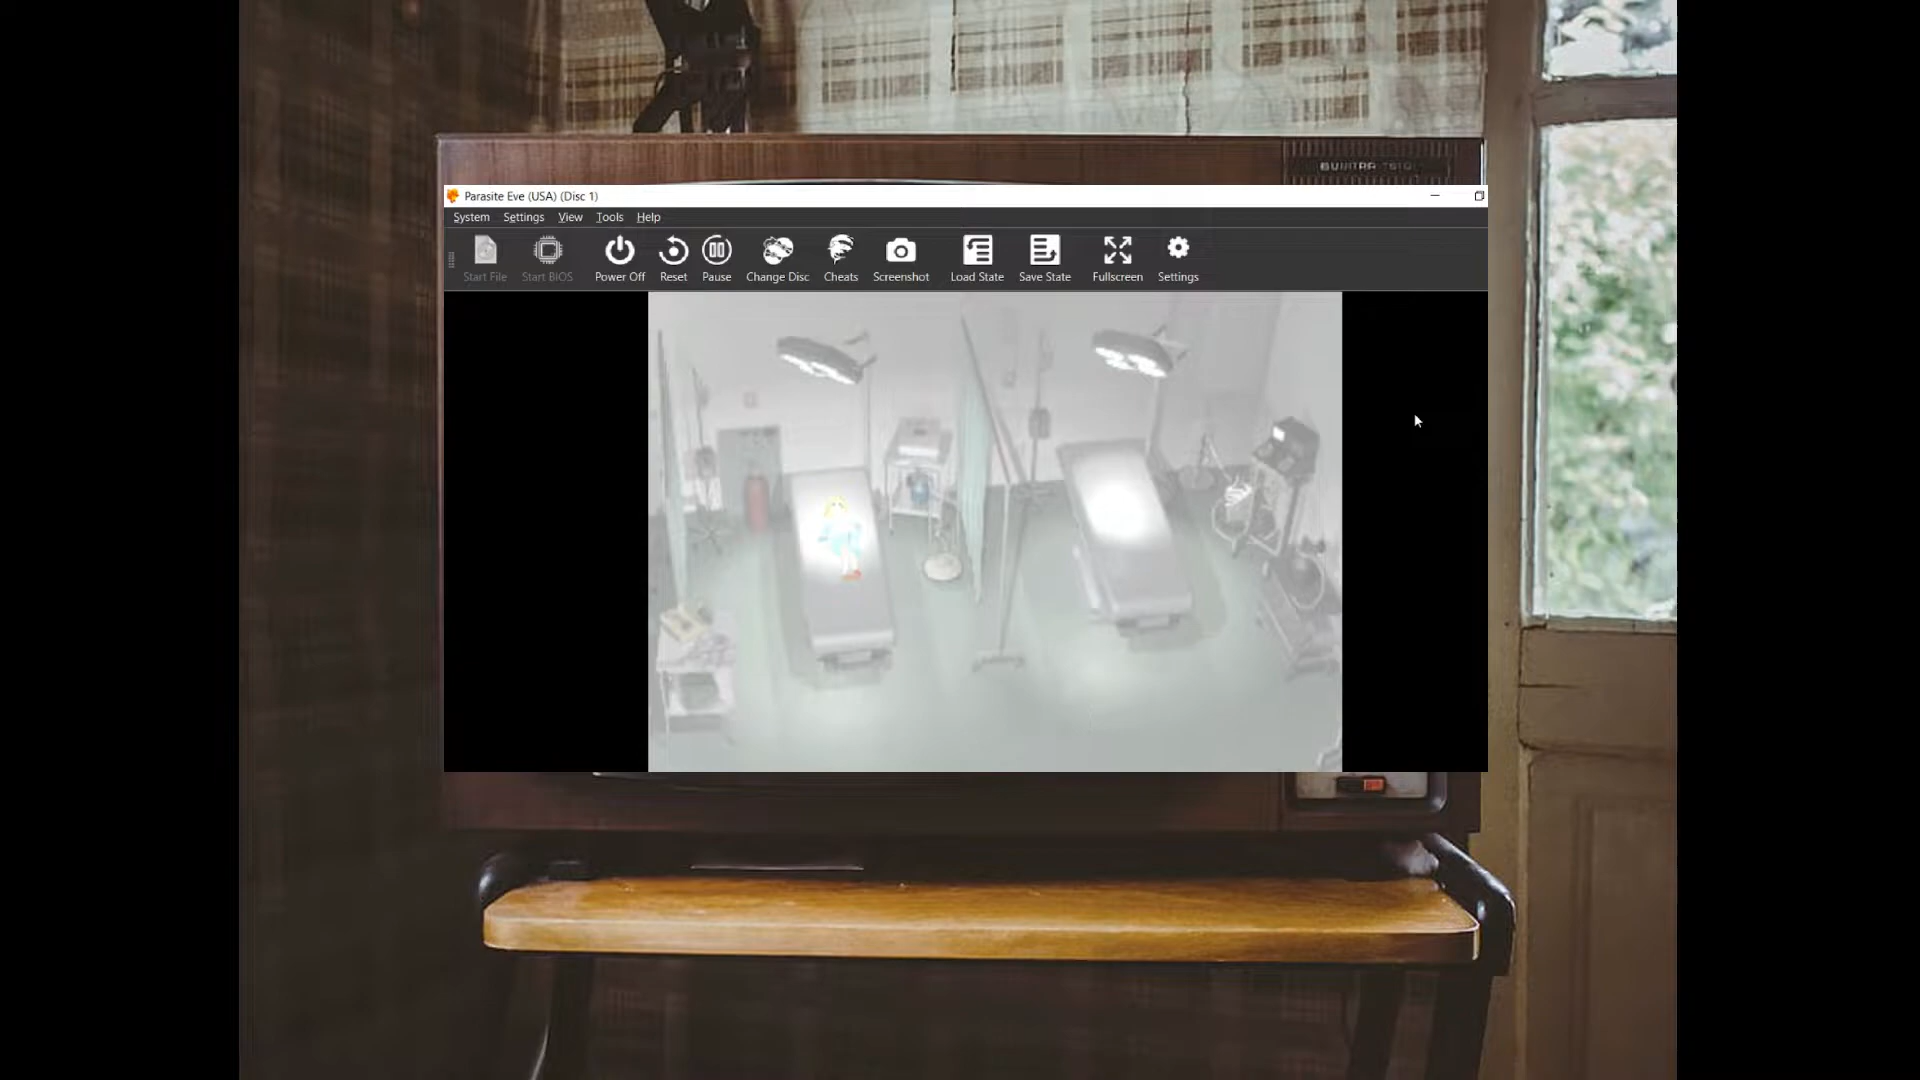 Parasite Eve (USA) (Disc 1)
System Settings View Tools Help
Start File Start BIOS Power Off Reset Pause Change Disc Cheats Screenshot Load State Save State Fullscreen Settings